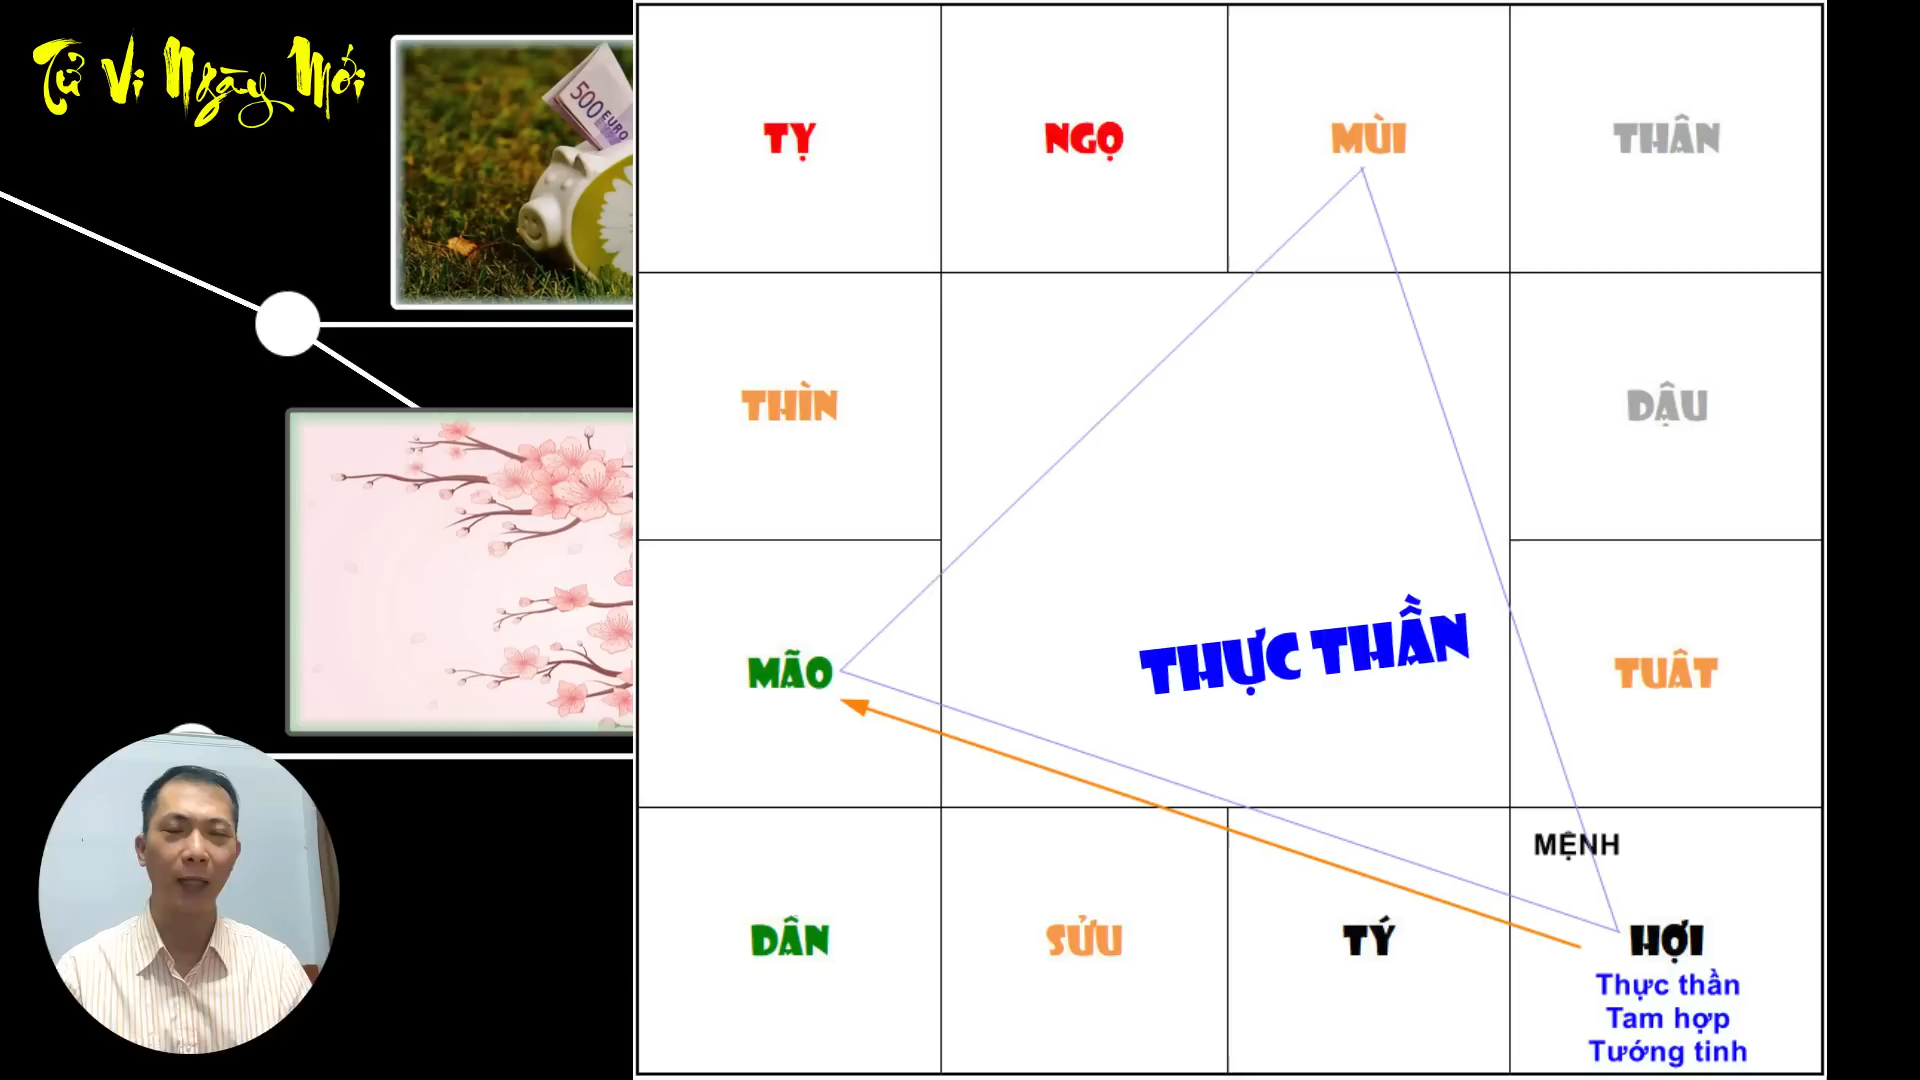 Tử Vi Ngày Mới
500 EURO
TỴ
NGỌ
MÙI
THÂN
THÌN
DẬU
MÃO
THỰC THẦN
TUẤT
MỆNH
DẦN
SỬU
TÝ
HỢI
Thực thần
Tam hợp
Tướng tinh